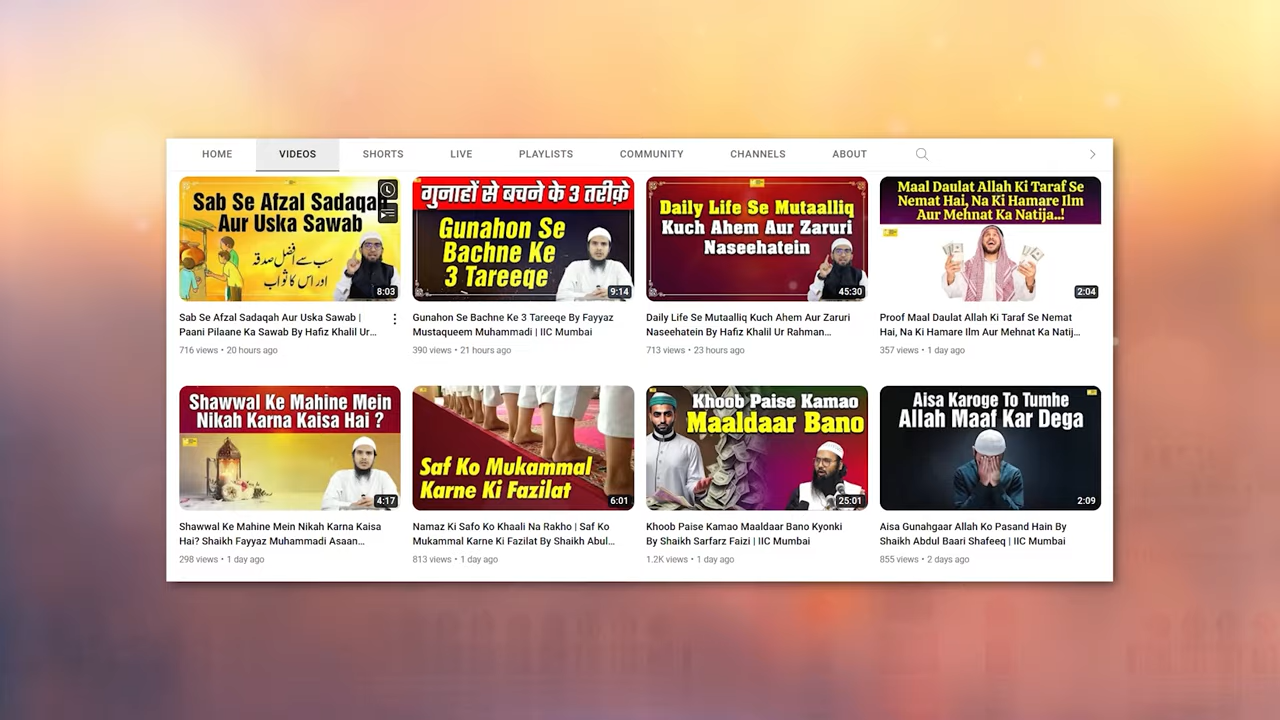 HOME VIDEOS SHORTS LIVE PLAYLISTS COMMUNITY CHANNELS ABOUT
Sab Se Afzal Sadaqah
Aur Uska Sawab
سب سے افضل صدقہ
اور اس کا ثواب
8:03
गुनाहों से बचने के 3 तरीक़े
Gunahon Se
Bachne Ke
3 Tareeqe
9:14
Daily Life Se Mutaalliq
Kuch Ahem Aur Zaruri
Naseehatein
45:30
Maal Daulat Allah Ki Taraf Se
Nemat Hai, Na Ki Hamare Ilm
Aur Mehnat Ka Natija..!
2:04
Sab Se Afzal Sadaqah Aur Uska Sawab |
Paani Pilaane Ka Sawab By Hafiz Khalil Ur...
716 views • 20 hours ago
Gunahon Se Bachne Ke 3 Tareeqe By Fayyaz
Mustaqueem Muhammadi | IIC Mumbai
390 views • 21 hours ago
Daily Life Se Mutaalliq Kuch Ahem Aur Zaruri
Naseehatein By Hafiz Khalil Ur Rahman...
713 views • 23 hours ago
Proof Maal Daulat Allah Ki Taraf Se Nemat
Hai, Na Ki Hamare Ilm Aur Mehnat Ka Natij...
357 views • 1 day ago
Shawwal Ke Mahine Mein
Nikah Karna Kaisa Hai ?
4:17
Saf Ko Mukammal
Karne Ki Fazilat
6:01
Khoob Paise Kamao
Maaldaar Bano
25:01
Aisa Karoge To Tumhe
Allah Maaf Kar Dega
2:09
Shawwal Ke Mahine Mein Nikah Karna Kaisa
Hai? Shaikh Fayyaz Muhammadi Asaan...
298 views • 1 day ago
Namaz Ki Safo Ko Khaali Na Rakho | Saf Ko
Mukammal Karne Ki Fazilat By Shaikh Abul...
813 views • 1 day ago
Khoob Paise Kamao Maaldaar Bano Kyonki
By Shaikh Sarfarz Faizi | IIC Mumbai
1.2K views • 1 day ago
Aisa Gunahgaar Allah Ko Pasand Hain By
Shaikh Abdul Baari Shafeeq | IIC Mumbai
855 views • 2 days ago